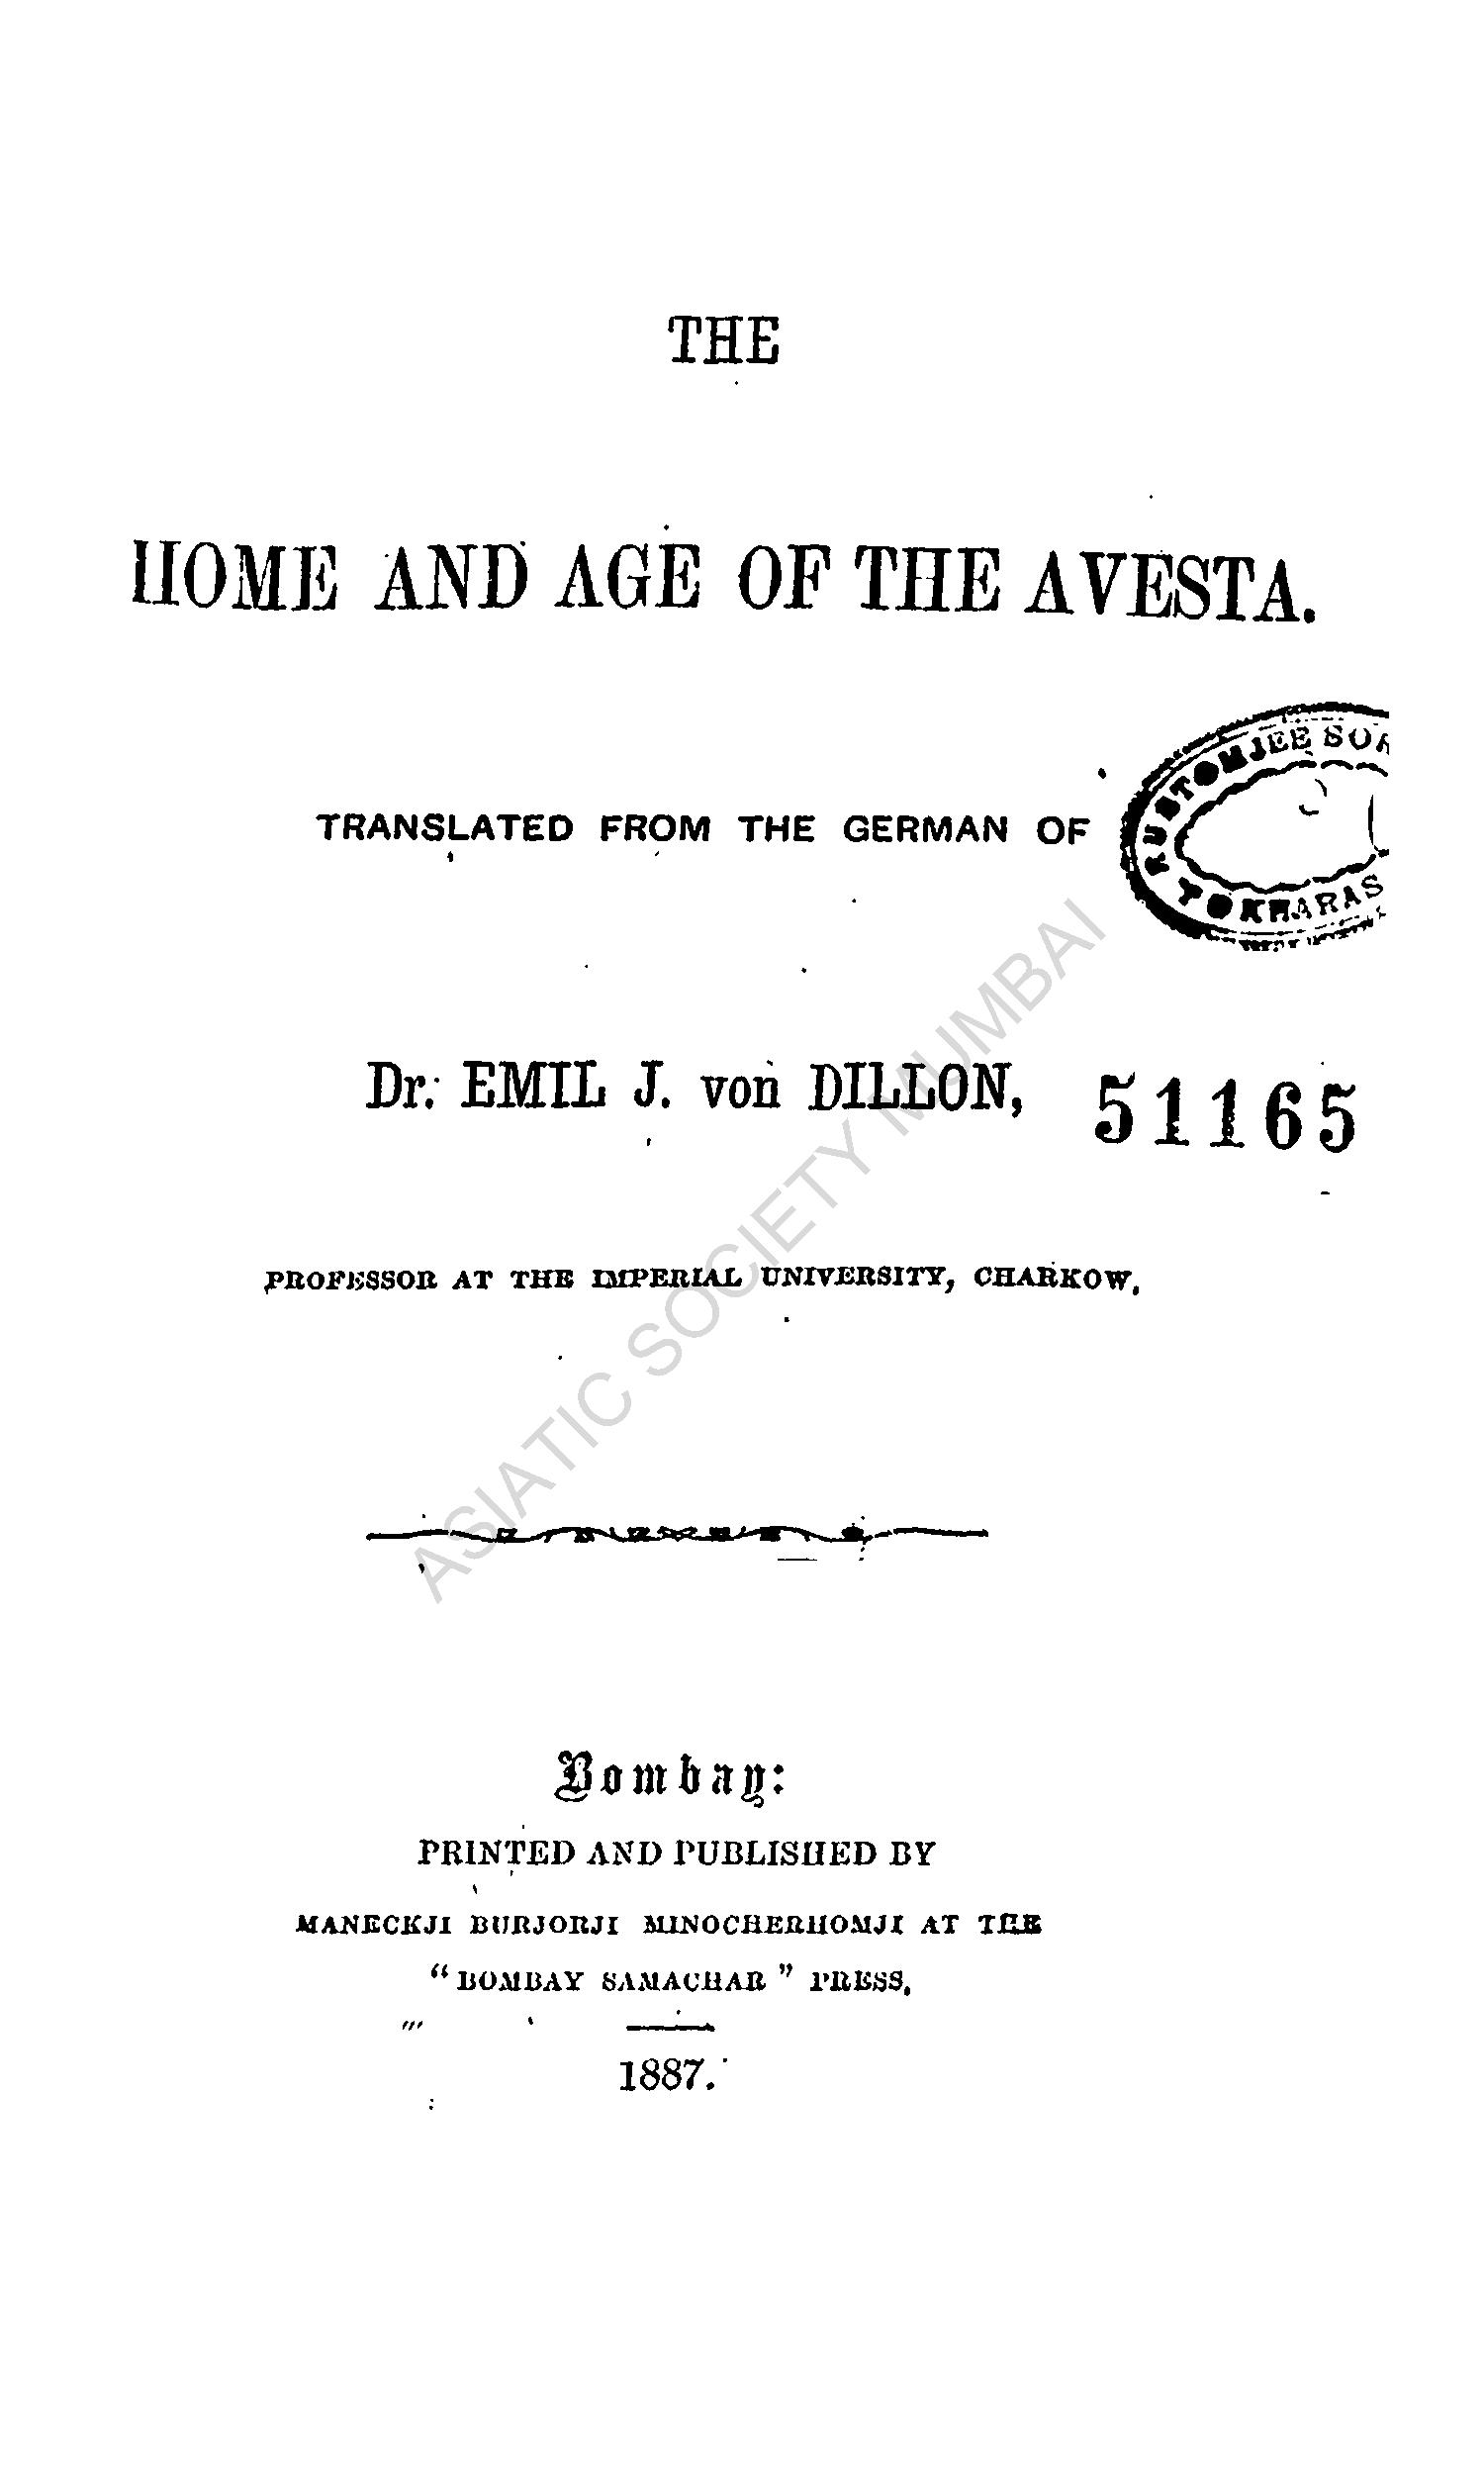 THE
HOME AND AGE OF THE AVESTA.
TRANSLATED FROM THE GERMAN OF
RUSTOMJEE
Dr. EMIL J. von DILLON,
51165
PROFESSOR AT THE IMPERIAL UNIVERSITY, CHARKOW,
ASIATIC SOCIETY MUMBAI
Bombay:
PRINTED AND PUBLISHED BY
MANECKJI BURJORJI MINOCHERHOMJI AT THE
"BOMBAY SAMACHAR" PRESS,
1887.